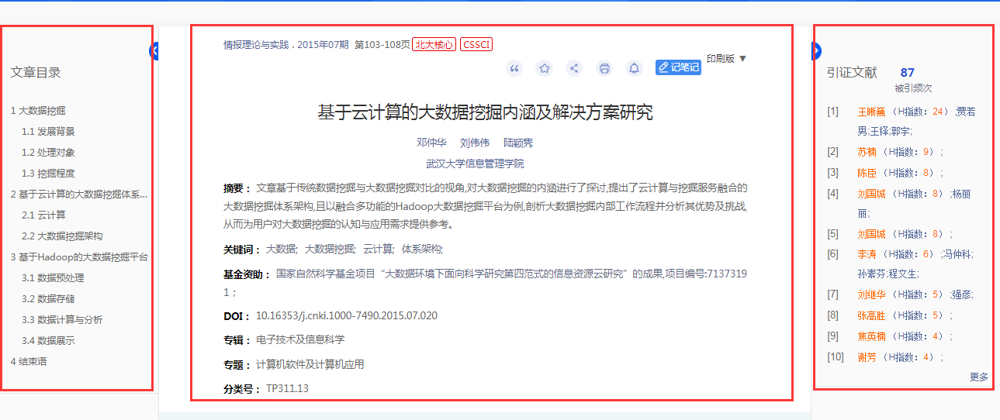 文章目录
1 大数据挖掘
1.1 发展背景
1.2 处理对象
1.3 挖掘程度
2 基于云计算的大数据挖掘体系...
2.1 云计算
2.2 大数据挖掘架构
3 基于Hadoop的大数据挖掘平台
3.1 数据预处理
3.2 数据存储
3.3 数据计算与分析
3.4 数据展示
4 结束语
情报理论与实践 . 2015年07期 第103-108页 北大核心 CSSCI
记笔记 印刷版 ▼
基于云计算的大数据挖掘内涵及解决方案研究
邓仲华 刘伟伟 陆颖隽
武汉大学信息管理学院
摘要： 文章基于传统数据挖掘与大数据挖掘对比的视角,对大数据挖掘的内涵进行了探讨,提出了云计算与挖掘服务融合的
大数据挖掘体系架构,且以融合多功能的Hadoop大数据挖掘平台为例,剖析大数据挖掘内部工作流程并分析其优势及挑战,
从而为用户对大数据挖掘的认知与应用需求提供参考。
关键词： 大数据; 大数据挖掘; 云计算; 体系架构;
基金资助： 国家自然科学基金项目“大数据环境下面向科学研究第四范式的信息资源云研究”的成果,项目编号:7137319
1；
DOI： 10.16353/j.cnki.1000-7490.2015.07.020
专辑： 电子技术及信息科学
专题： 计算机软件及计算机应用
分类号： TP311.13
引证文献 87
被引频次
[1] 王晰巍 （H指数：24） ;贾若
男;王铎;郭宇;
[2] 苏楠 （H指数：9） ;
[3] 陈臣 （H指数：8） ;
[4] 刘国城 （H指数：8） ;杨丽
丽;
[5] 刘国城 （H指数：8） ;
[6] 李涛 （H指数：6） ;冯仲科;
孙素芬;程文生;
[7] 刘继华 （H指数：5） ;强彦;
[8] 张高胜 （H指数：5） ;
[9] 焦英楠 （H指数：4） ;
[10] 谢芳 （H指数：4） ;
更多